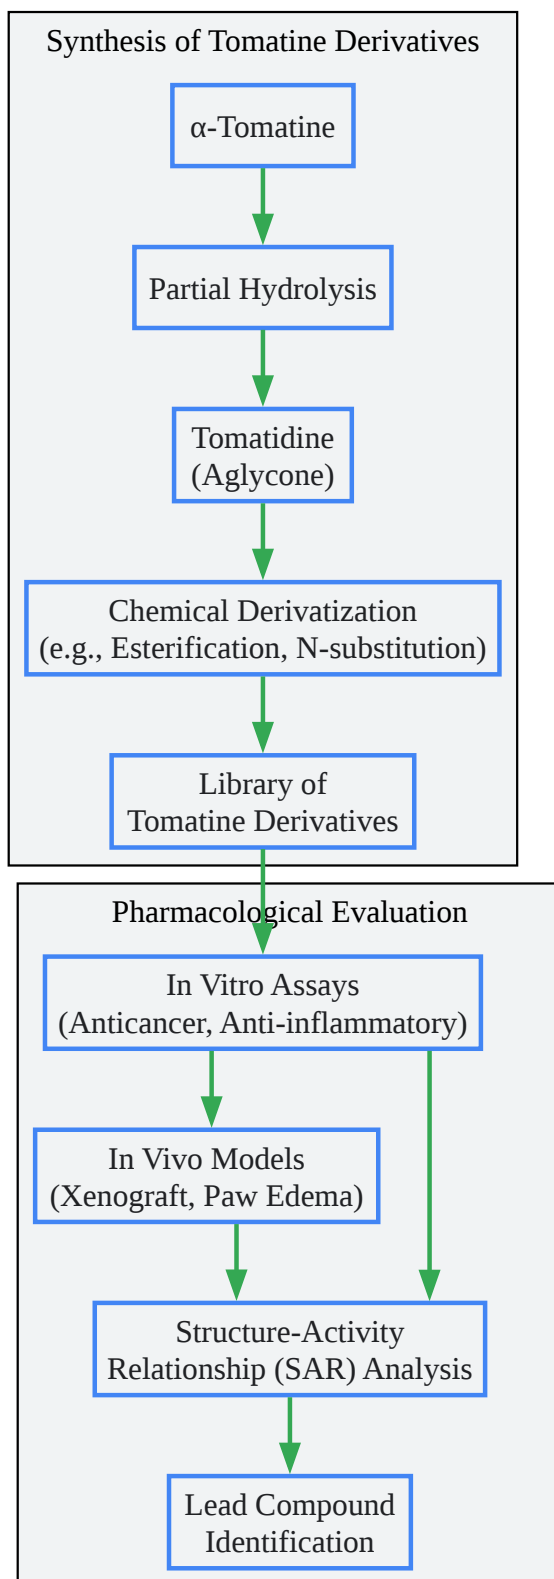 Synthesis of Tomatine Derivatives
α-Tomatine
Partial Hydrolysis
Tomatidine
(Aglycone)
Chemical Derivatization
(e.g., Esterification, N-substitution)
Library of
Tomatine Derivatives
Pharmacological Evaluation
In Vitro Assays
(Anticancer, Anti-inflammatory)
In Vivo Models
(Xenograft, Paw Edema)
Structure-Activity
Relationship (SAR) Analysis
Lead Compound
Identification